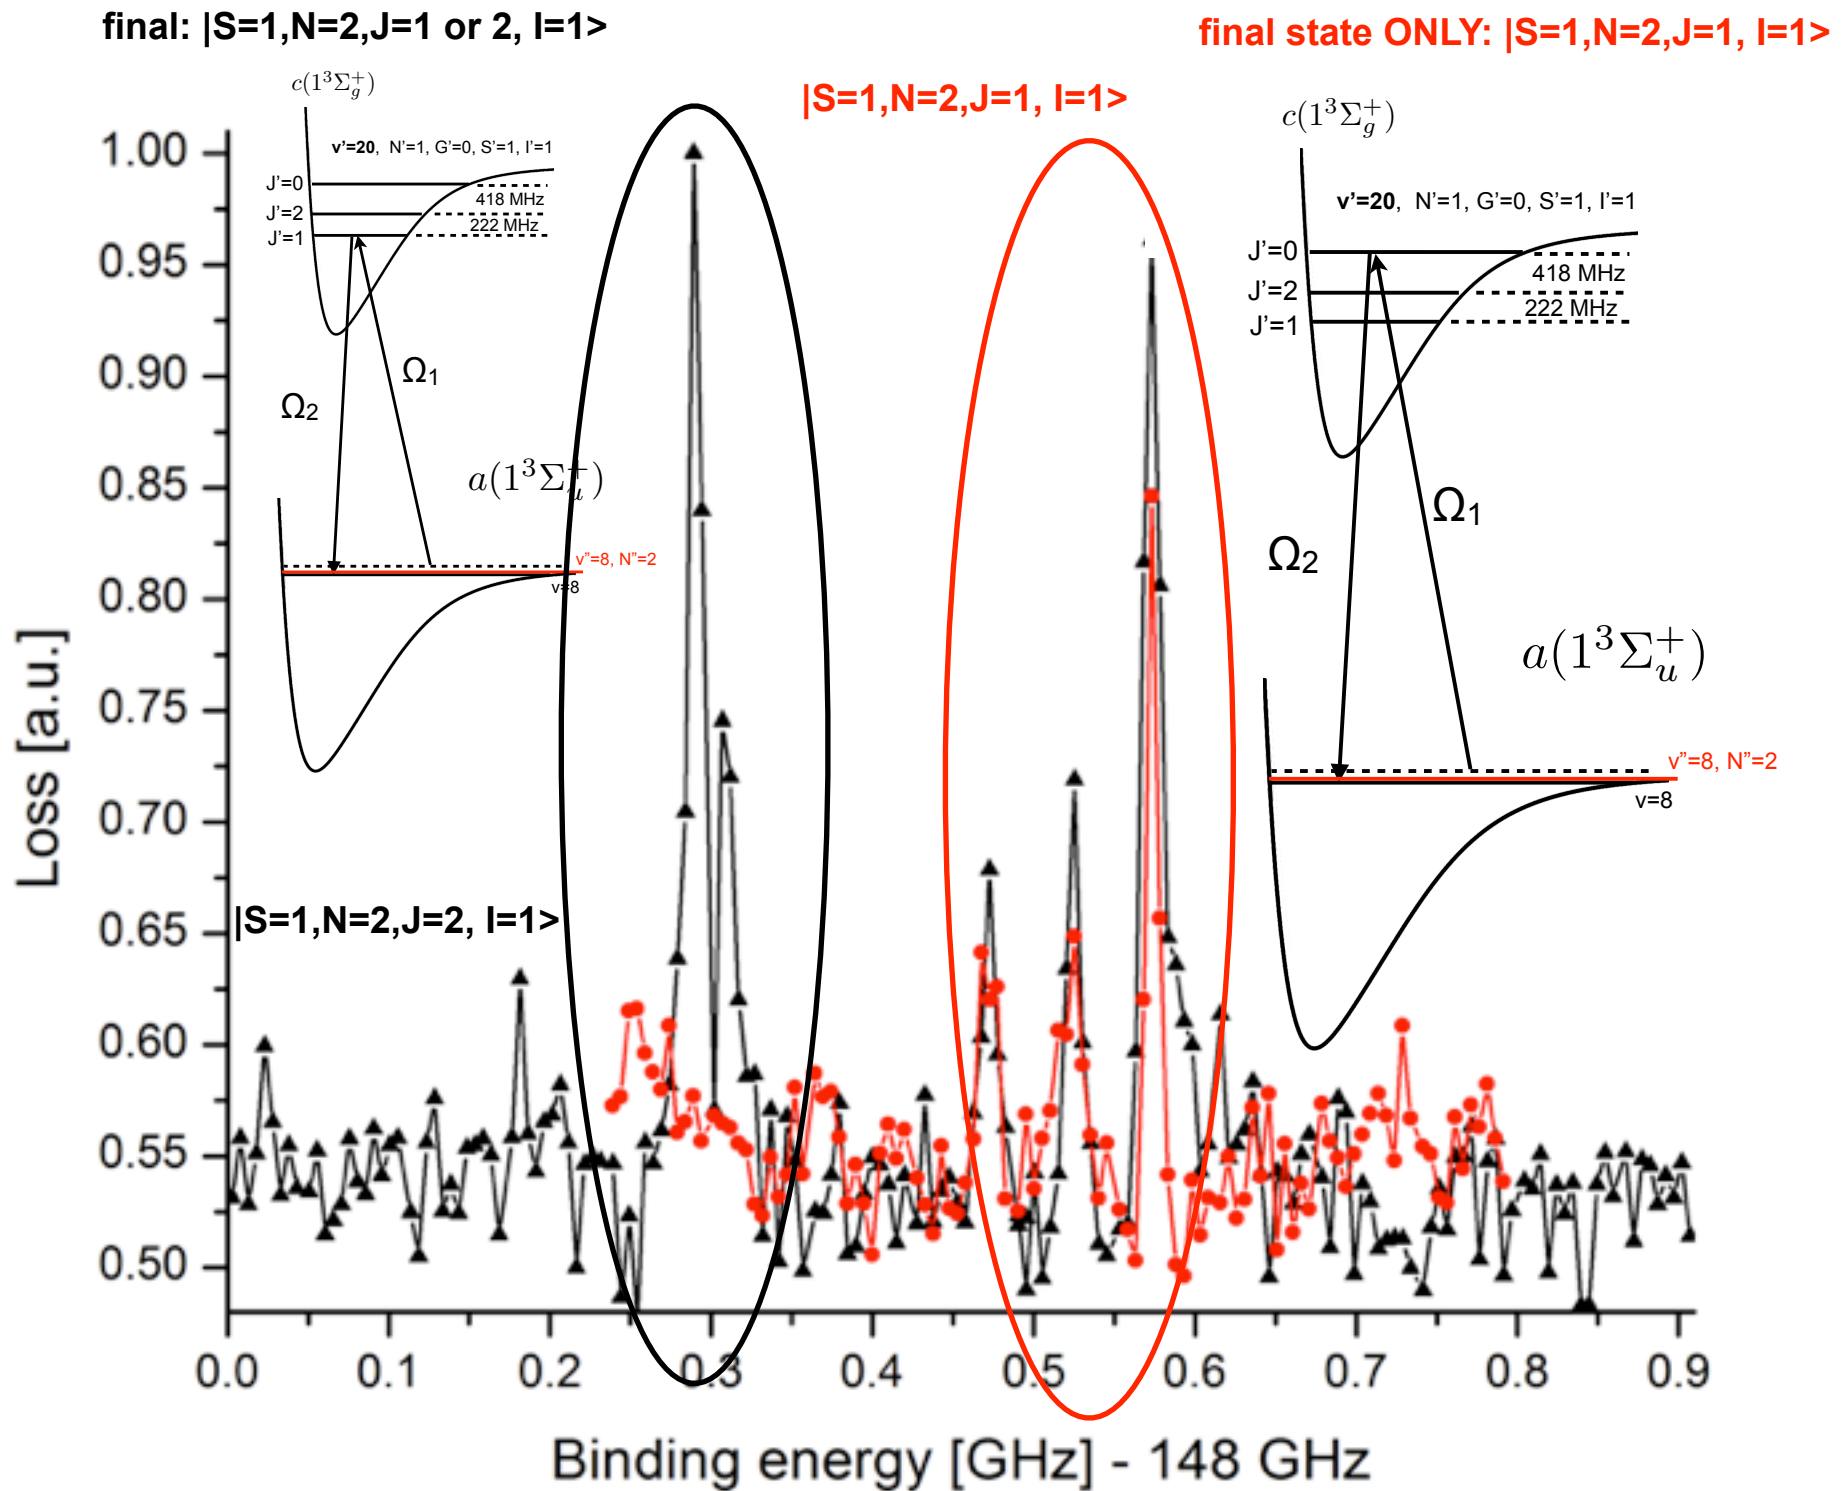 final: |S=1,N=2,J=1 or 2, I=1>
final state ONLY: |S=1,N=2,J=1, I=1>
|S=1,N=2,J=1, I=1>
c(1³Σg⁺)
v'=20, N'=1, G'=0, S'=1, I'=1
J'=0
418 MHz
J'=2
222 MHz
J'=1
Ω1
Ω2
a(1³Σu⁺)
v"=8, N"=2
v=8
c(1³Σg⁺)
v'=20, N'=1, G'=0, S'=1, I'=1
J'=0
418 MHz
J'=2
222 MHz
J'=1
Ω1
Ω2
a(1³Σu⁺)
v"=8, N"=2
v=8
|S=1,N=2,J=2, I=1>
Loss [a.u.]
1.00
0.95
0.90
0.85
0.80
0.75
0.70
0.65
0.60
0.55
0.50
0.0 0.1 0.2 0.3 0.4 0.5 0.6 0.7 0.8 0.9
Binding energy [GHz] - 148 GHz